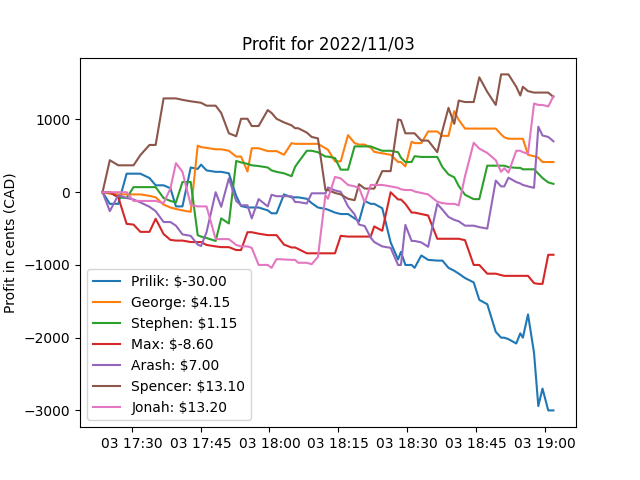 Profit for 2022/11/03
Profit in cents (CAD)
1000
0
−1000
−2000
−3000
Prilik: $-30.00
George: $4.15
Stephen: $1.15
Max: $-8.60
Arash: $7.00
Spencer: $13.10
Jonah: $13.20
03 17:30 03 17:45 03 18:00 03 18:15 03 18:30 03 18:45 03 19:00